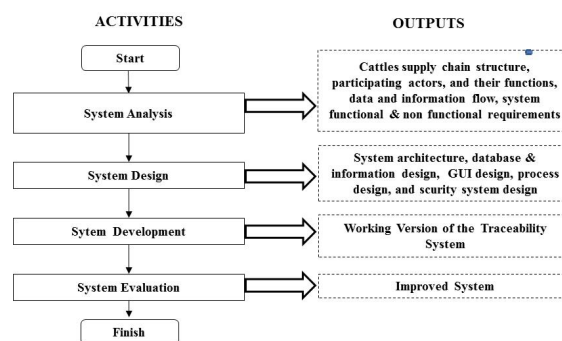 ACTIVITIES
OUTPUTS
Start
Cattles supply chain structure,
participating actors, and their functions,
data and information flow, system
functional & non functional requirements
System Analysis
System architecture, database &
information design, GUI design, process
design, and scurity system design
System Design
Working Version of the Traceability
System
Sytem Development
Improved System
System Evaluation
Finish